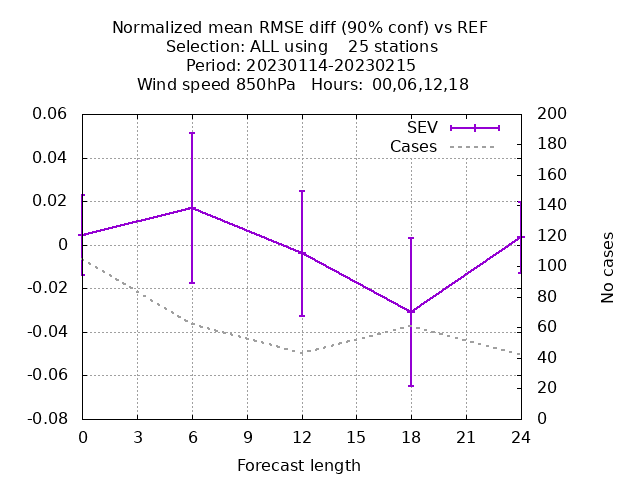 Normalized mean RMSE diff (90% conf) vs REF
Selection: ALL using    25 stations
Period: 20230114-20230215
Wind speed 850hPa   Hours: 00,06,12,18
SEV
Cases
0.06
0.04
0.02
0
-0.02
-0.04
-0.06
-0.08
200
180
160
140
120
100
80
60
40
20
0
No cases
0 3 6 9 12 15 18 21 24
Forecast length